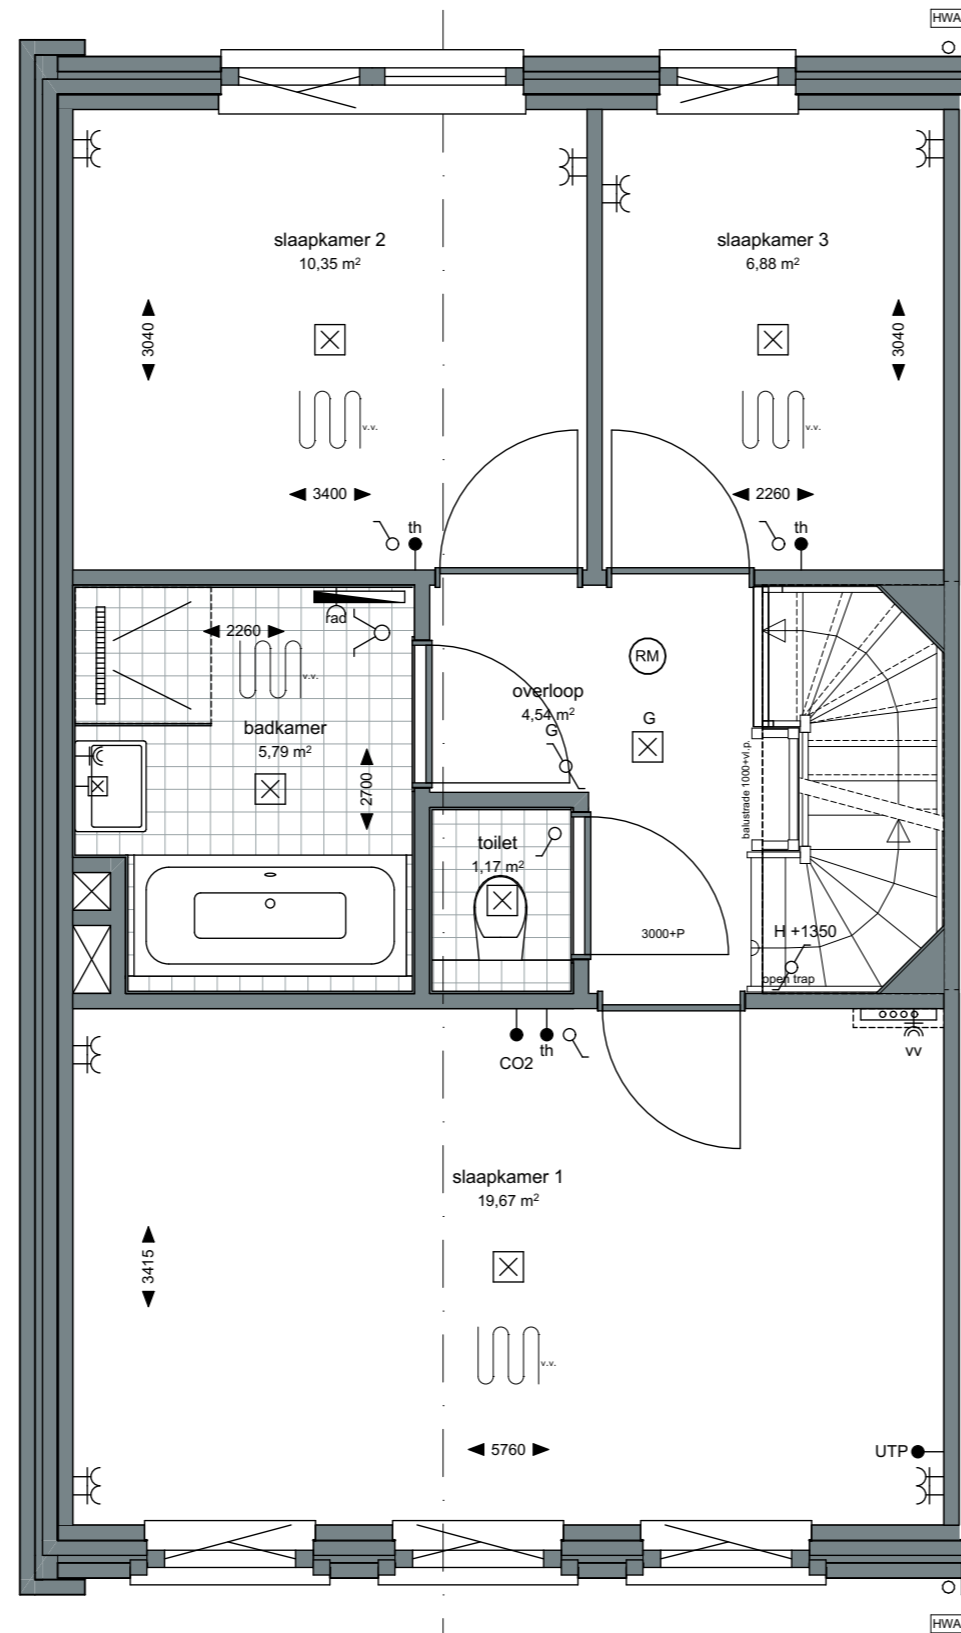 HWA
slaapkamer 2
10,35 m²
slaapkamer 3
6,88 m²
3040
3040
v.v.
v.v.
3400
2260
th
th
rad
2260
v.v.
RM
overloop
4,54 m²
G
G
badkamer
5,79 m²
2700
balustrade 1000+vl.p.
toilet
1,17 m²
3000+P
H +1350
open trap
CO2
th
vv
slaapkamer 1
19,67 m²
3415
v.v.
5760
UTP
HWA